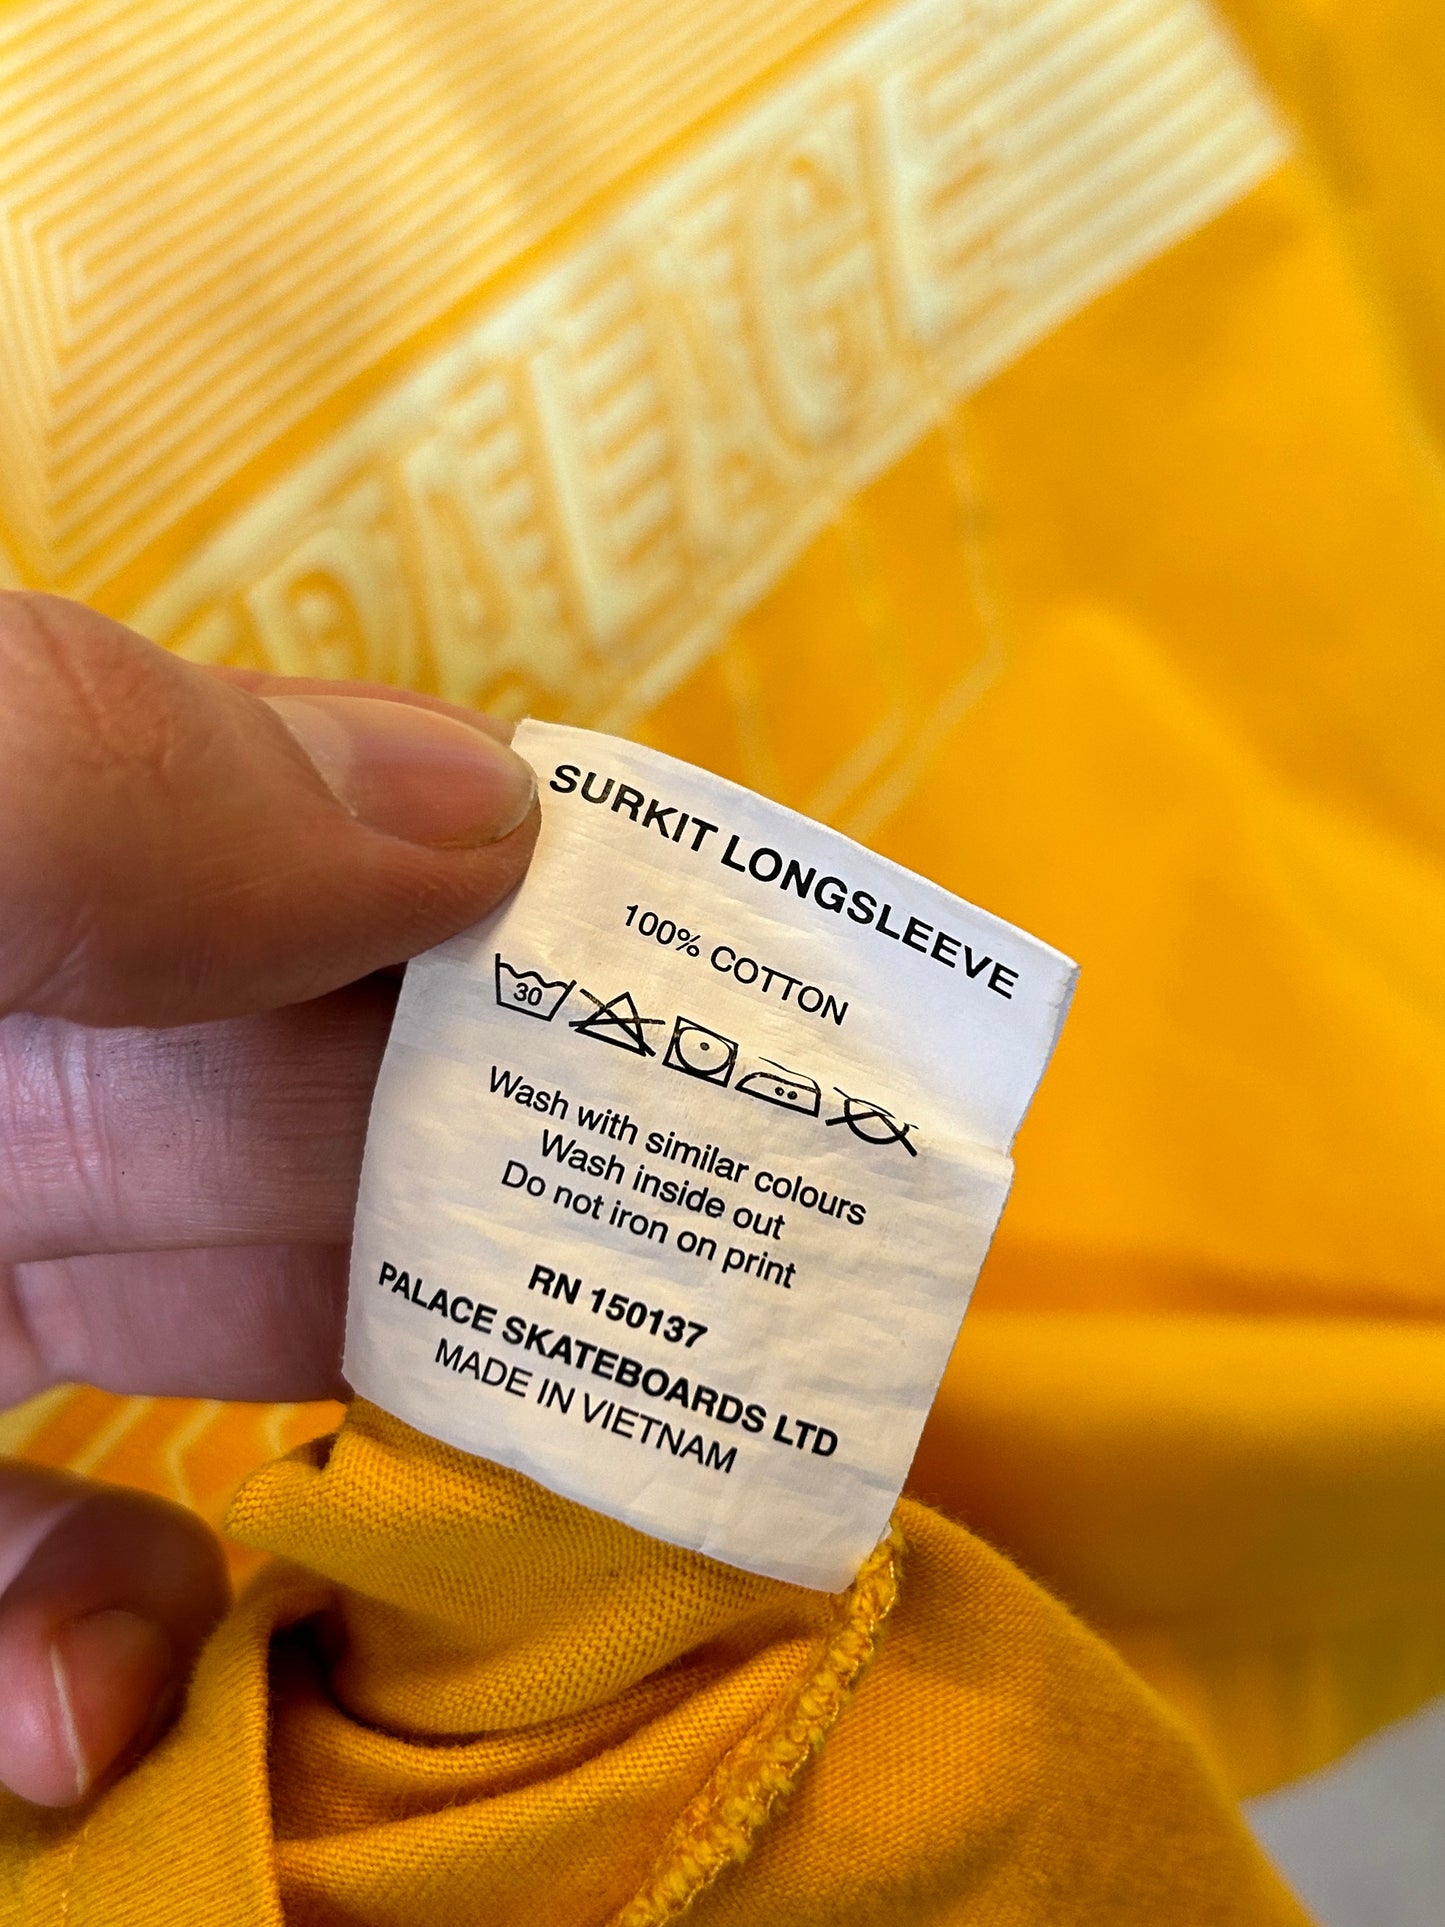 SURKIT LONGSLEEVE
100% COTTON
30
Wash with similar colours
Wash inside out
Do not iron on print
RN 150137
PALACE SKATEBOARDS LTD
MADE IN VIETNAM